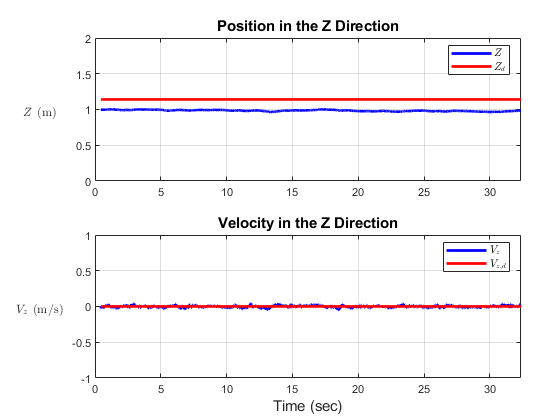 Position in the Z Direction
2
1.5
1
0.5
0
Z (m)
Z
Z_d
0 5 10 15 20 25 30
Velocity in the Z Direction
1
0.5
0
-0.5
-1
V_z (m/s)
V_z
V_{z,d}
0 5 10 15 20 25 30
Time (sec)